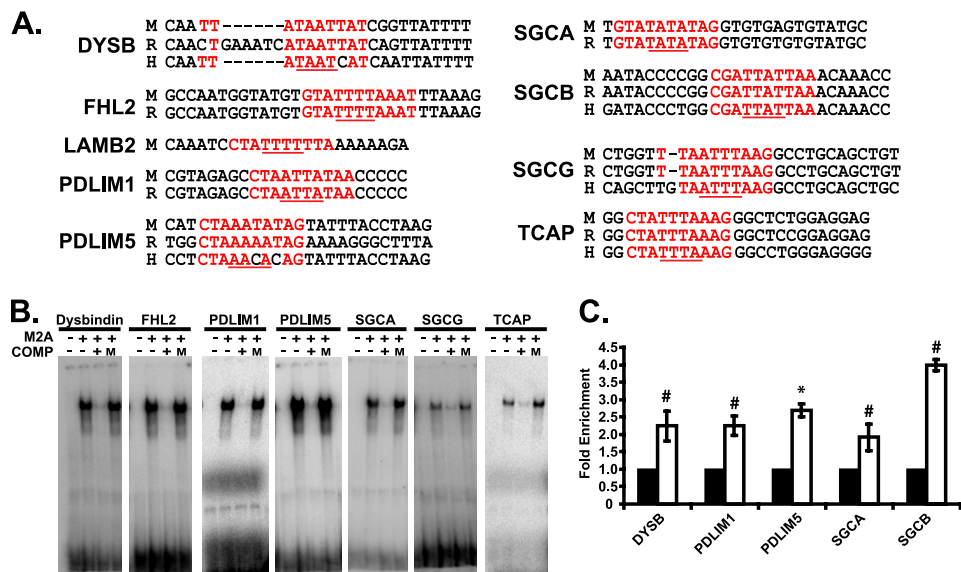 A.
DYSB
M CAATT------ATAATTATCGGTTATTTT
R CAACTGAAATCATAATTATCAGTTATTTT
H CAATT------ATAATCATCAATTATTTT
FHL2
M GCCAATGGTATGTGTATTTTAAATTTAAAG
R GCCAATGGTATGTGTATTTTAAATTTAAAG
LAMB2
M CAAATCCTATTTTTTAAAAAAGA
PDLIM1
M CGTAGAGCCTAATTATAACCCCC
R CGTAGAGCCTAATTATAACCCCC
PDLIM5
M CATCTAAATATAGTATTTACCTAAG
R TGGCTAAAAATAGAAAAGGGCTTTA
H CCTCTAAACACAGTATTTACCTAAG
SGCA
M TGTATATATAGGTGTGAGTGTATGC
R TGTATATATAGGTGTGTGTGTATGC
SGCB
M AATACCCCGGCGATTATTAAACAAACC
R AATACCCCGGCGATTATTAAACAAACC
H GATACCCTGGCGATTATTAAACAAACC
SGCG
M CTGGTT-TAATTTAAGGCCTGCAGCTGT
R CTGGTT-TAATTTAAGGCCTGCAGCTGT
H CAGCTTGTAATTTAAGGCCTGCAGCTGC
TCAP
M GGCTATTTAAAGGGCTCTGGAGGAG
R GGCTATTTAAAGGGCTCCGGAGGAG
H GGCTATTTAAAGGGCCTGGGAGGGG
B.
Dysbindin FHL2 PDLIM1 PDLIM5 SGCA SGCG TCAP
M2A - + + + - + + + - + + + - + + + - + + + - + + + - + + +
COMP - - + M - - + M - - + M - - + M - - + M - - + M - - + M
C.
Fold Enrichment
4.5
4.0
3.5
3.0
2.5
2.0
1.5
1.0
0.5
0
# # * # #
DYSB PDLIM1 PDLIM5 SGCA SGCB